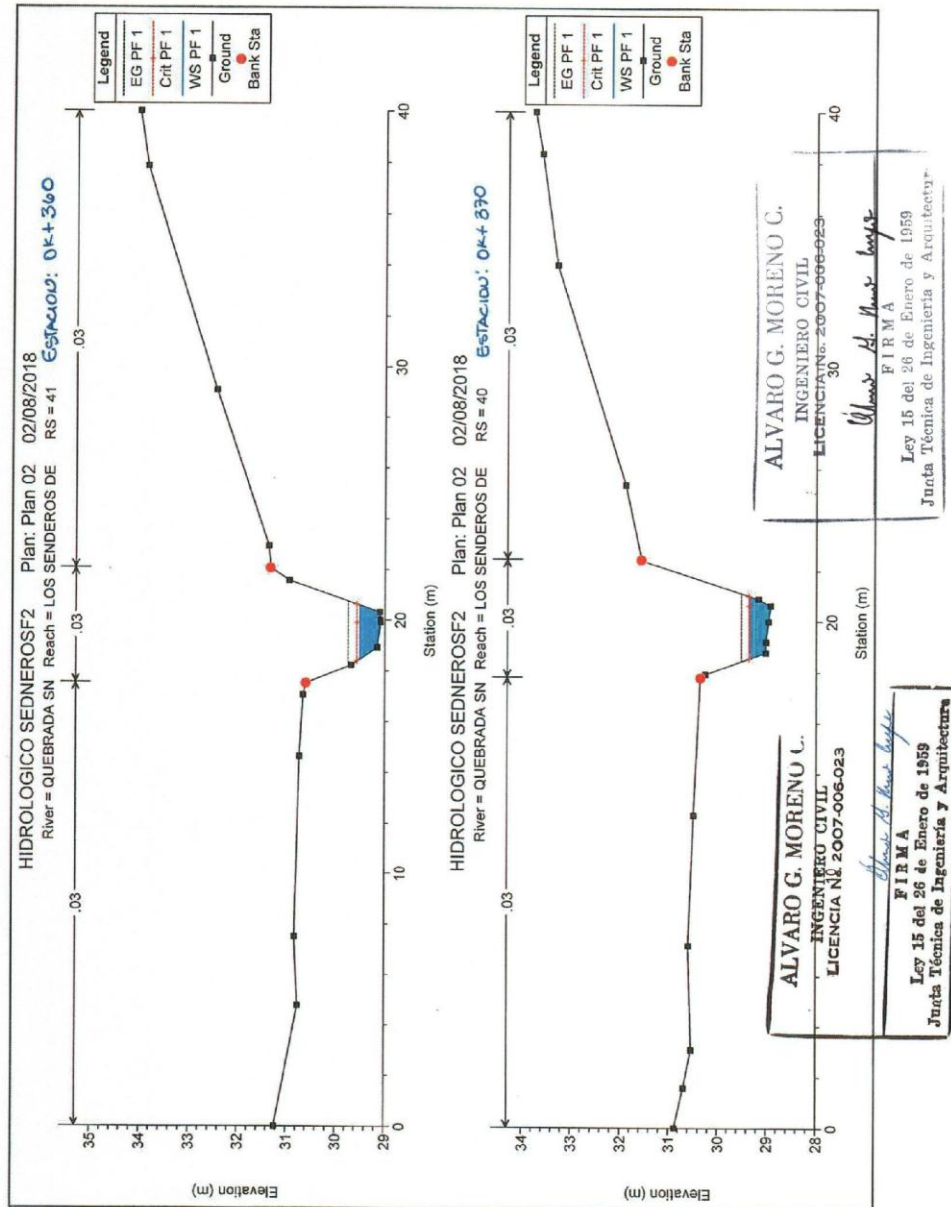 HIDROLOGICO SEDNEROSF2 Plan: Plan 02 02/08/2018
River = QUEBRADA SN Reach = LOS SENDEROS DE RS = 41 ESTACION: 0K+360
.03
.03
.03
Legend
EG PF 1
Crit PF 1
WS PF 1
Ground
Bank Sta
Elevation (m)
35
34
33
32
31
30
29
0
10
20
30
40
Station (m)
HIDROLOGICO SEDNEROSF2 Plan: Plan 02 02/08/2018
River = QUEBRADA SN Reach = LOS SENDEROS DE RS = 40 ESTACION: 0K+370
.03
.03
.03
Legend
EG PF 1
Crit PF 1
WS PF 1
Ground
Bank Sta
Elevation (m)
34
33
32
31
30
29
28
0
10
20
30
40
Station (m)
ALVARO G. MORENO C.
INGENIERO CIVIL
LICENCIA No. 2007-006-023
FIRMA
Ley 15 del 26 de Enero de 1959
Junta Técnica de Ingeniería y Arquitectura
ALVARO G. MORENO C.
INGENIERO CIVIL
LICENCIA No. 2007-006-023
FIRMA
Ley 15 del 26 de Enero de 1959
Junta Técnica de Ingeniería y Arquitectur